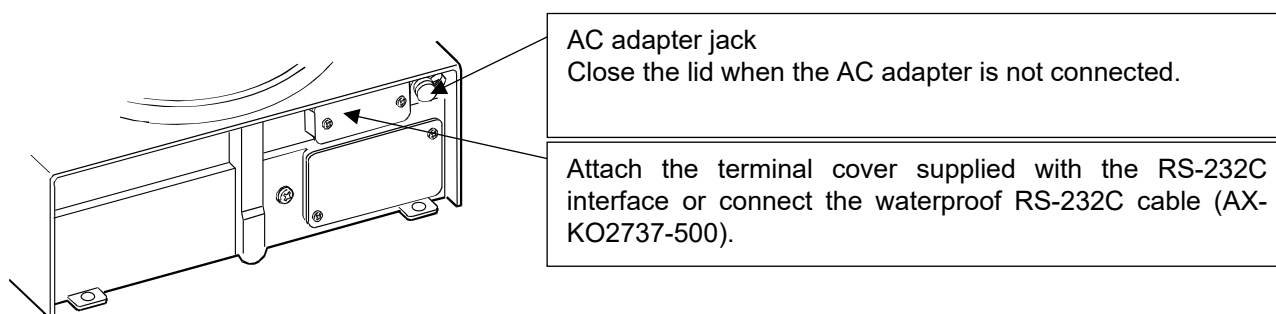 AC adapter jack
Close the lid when the AC adapter is not connected.
Attach the terminal cover supplied with the RS-232C
interface or connect the waterproof RS-232C cable (AX-
KO2737-500).